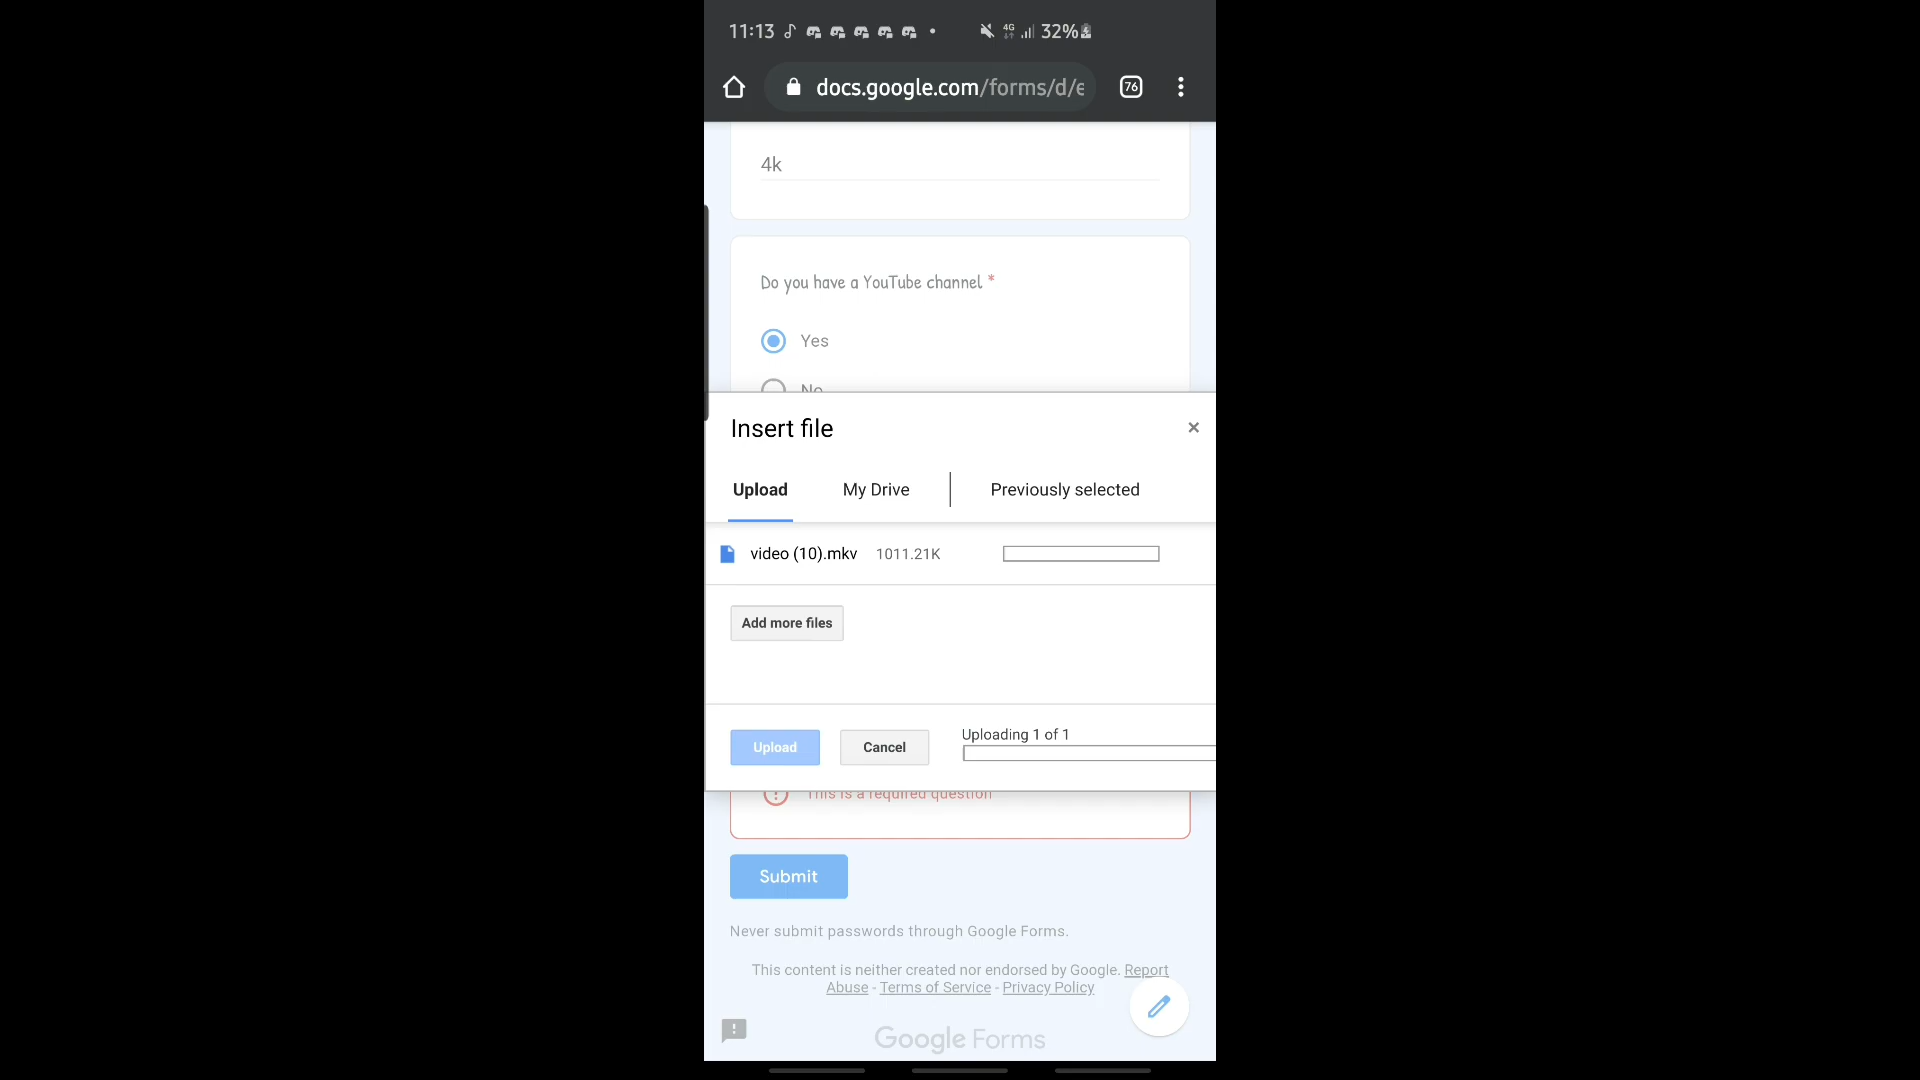 11:13 4G 32%
docs.google.com/forms/d/e 76
4k
Do you have a YouTube channel *
Yes
No
Insert file ×
Upload My Drive Previously selected
video (10).mkv 1011.21K
Add more files
Upload Cancel Uploading 1 of 1
This is a required question
Submit
Never submit passwords through Google Forms.
This content is neither created nor endorsed by Google. Report
Abuse - Terms of Service - Privacy Policy
Google Forms